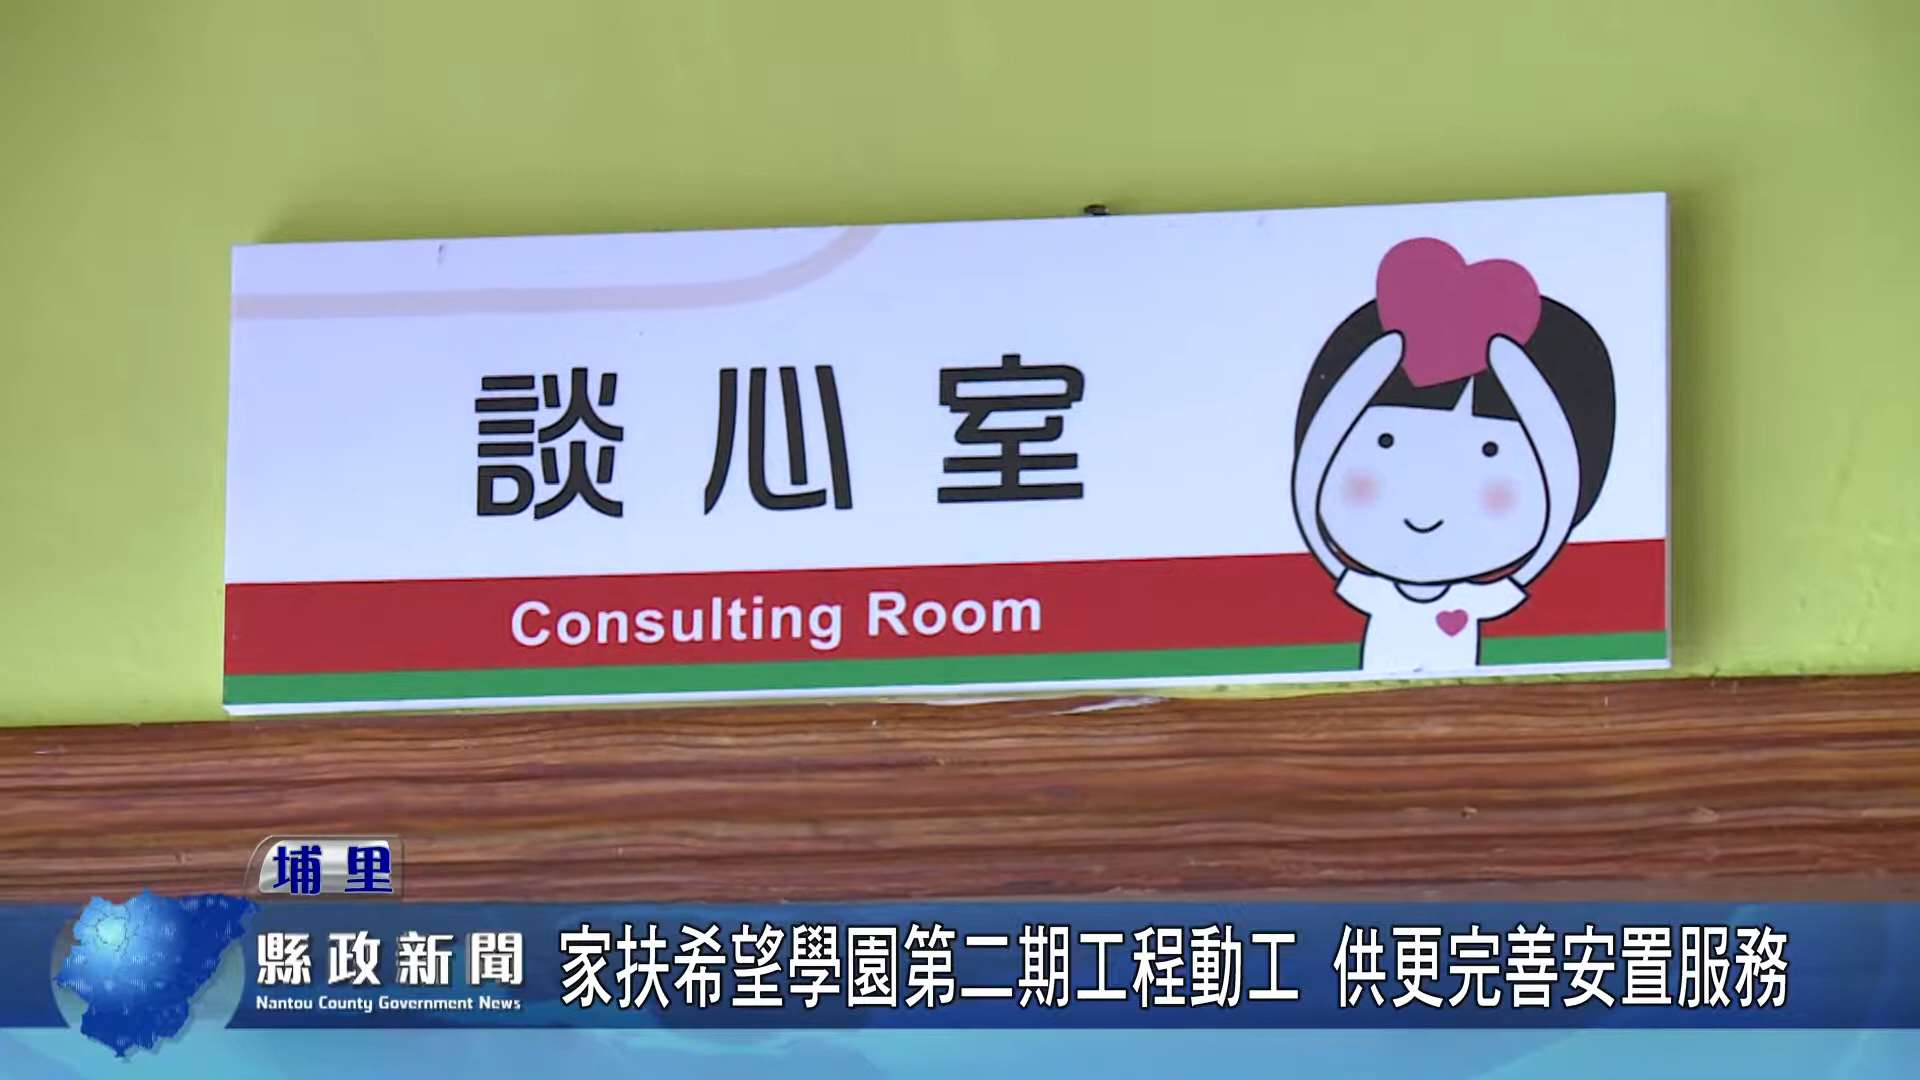 談心室
Consulting Room
埔里
縣政新聞
Nantou County Government News
家扶希望學園第二期工程動工 供更完善安置服務